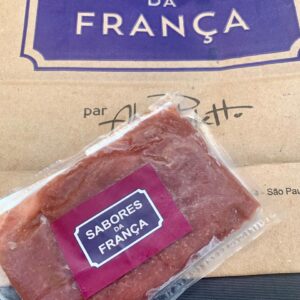 DA
FRANÇA
par
- São Pau
SABORES
DA
FRANÇA